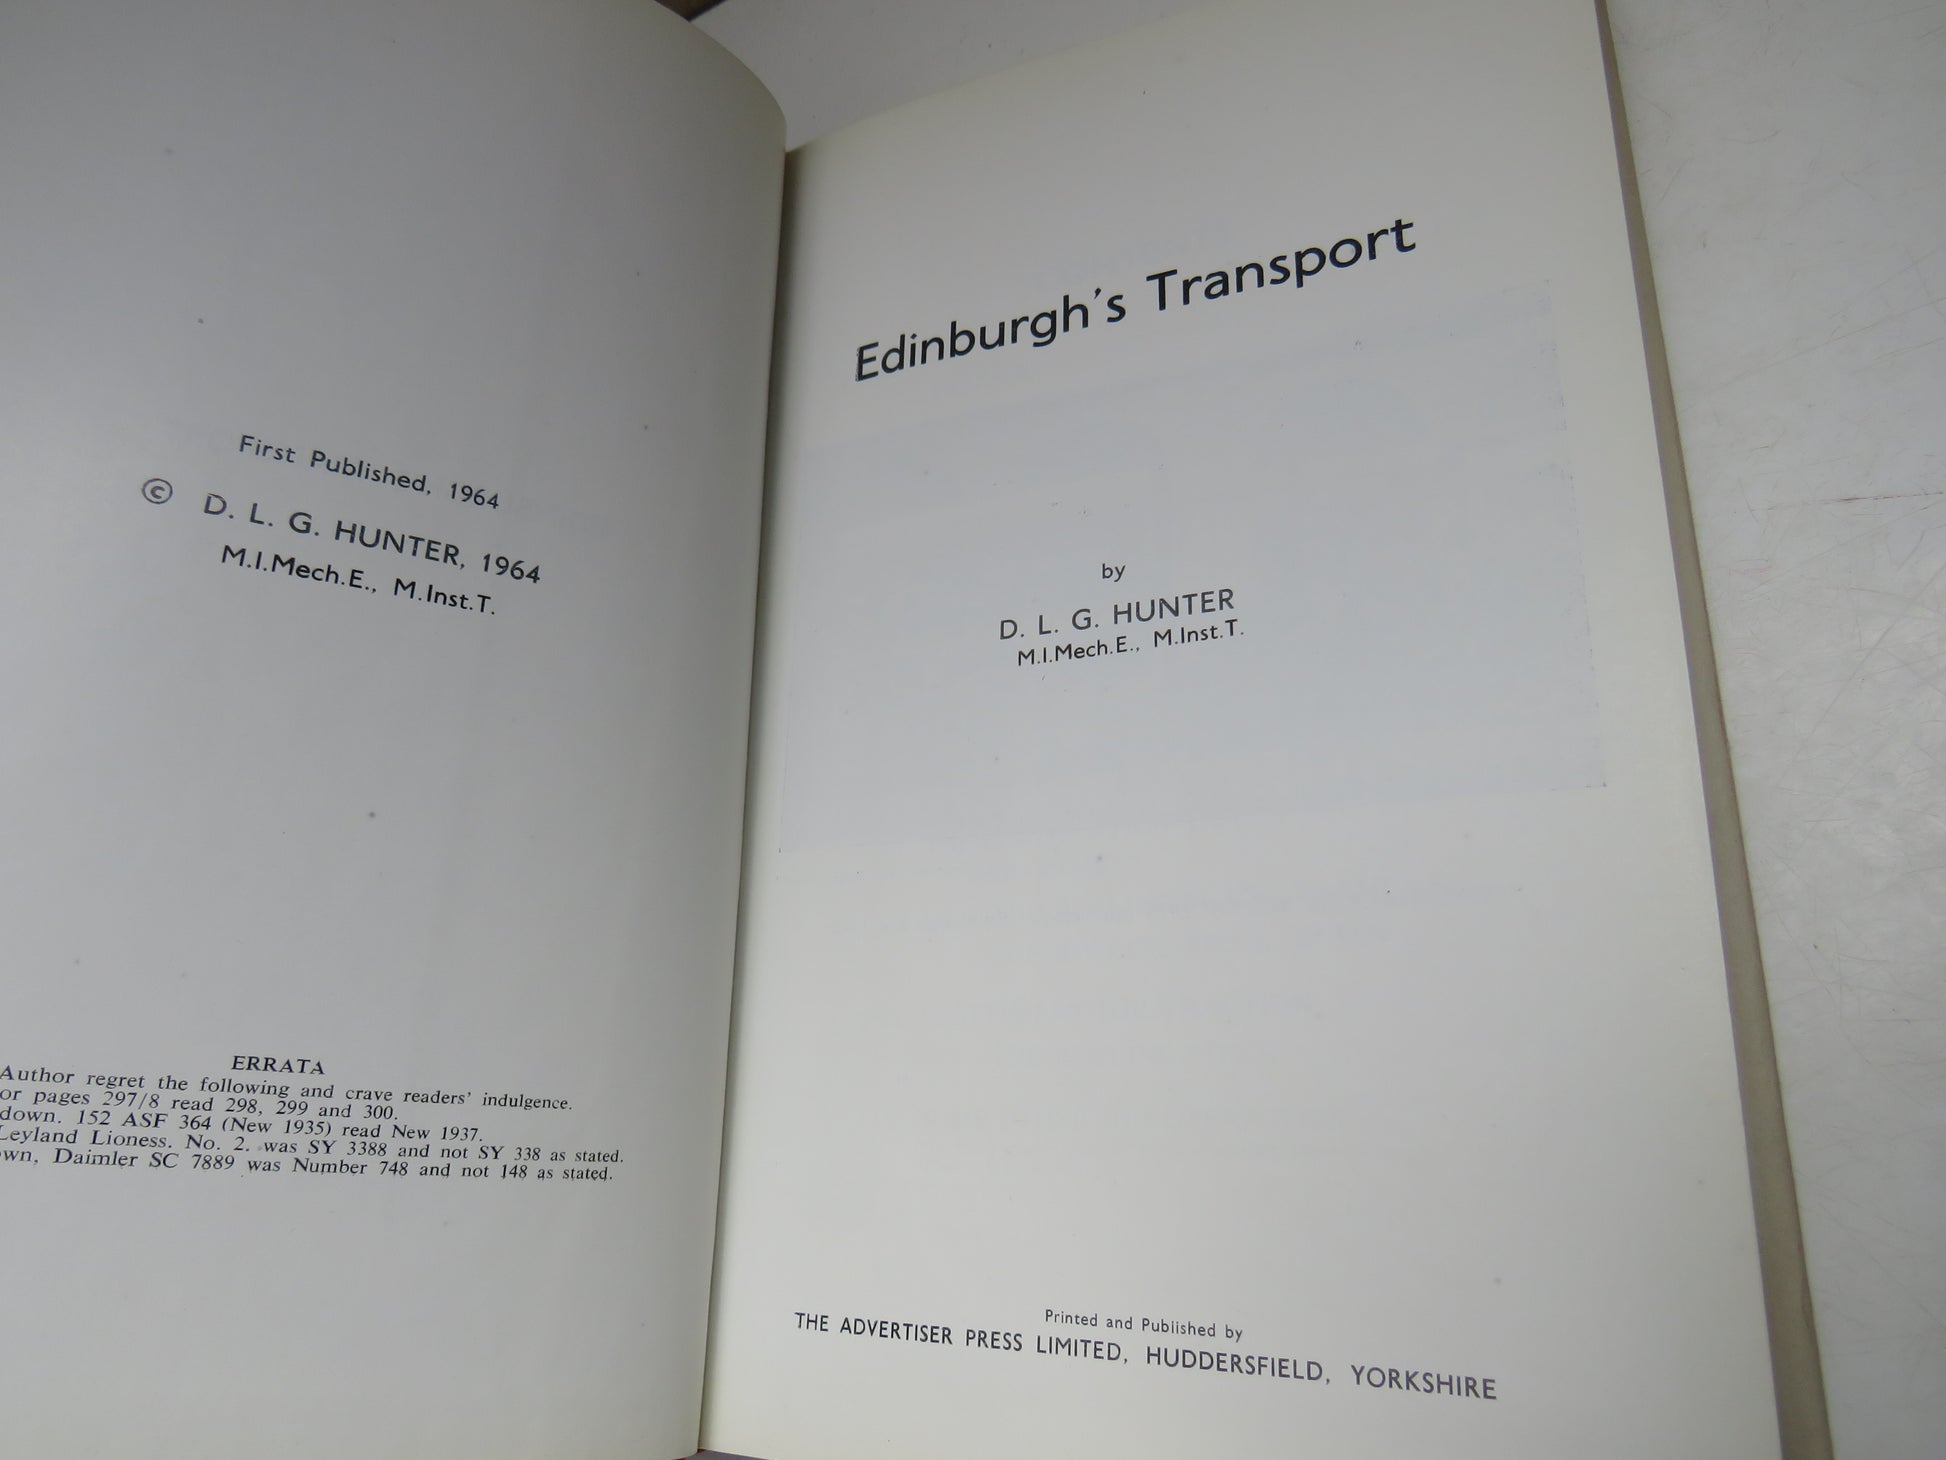 First Published, 1964
© D. L. G. HUNTER, 1964
M.I.Mech.E., M.Inst.T.
ERRATA
Author regret the following and crave readers' indulgence.
or pages 297/8 read 298, 299 and 300.
down. 152 ASF 364 (New 1935) read New 1937.
Leyland Lioness. No. 2. was SY 3388 and not SY 338 as stated.
wn, Daimler SC 7889 was Number 748 and not 148 as stated.
Edinburgh's Transport
by
D. L. G. HUNTER
M.I.Mech.E., M.Inst.T.
Printed and Published by
THE ADVERTISER PRESS LIMITED, HUDDERSFIELD, YORKSHIRE